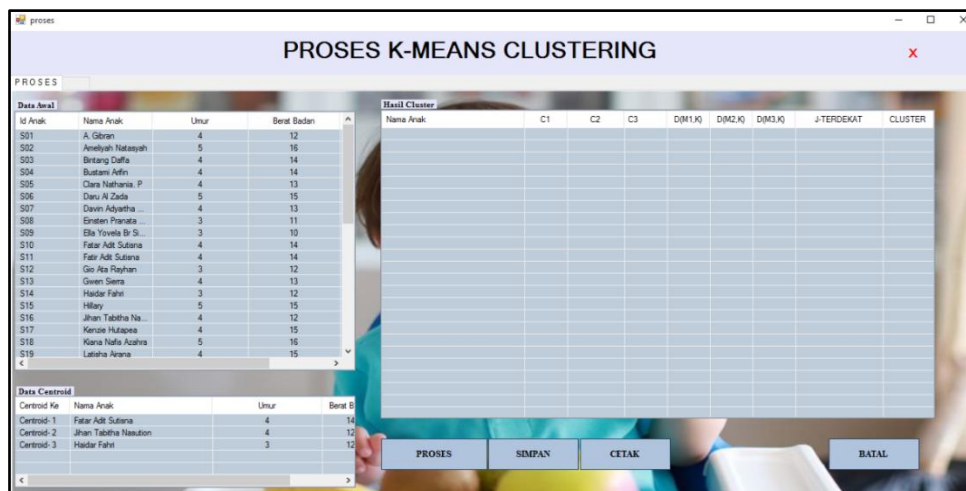 proses
PROSES K-MEANS CLUSTERING
X
PROSES
Data Awal
Id Anak Nama Anak Umur Berat Badan
S01 A. Gibran 4 12
S02 Ameliyah Natasyah 5 16
S03 Bintang Daffa 4 14
S04 Bustami Arifin 4 14
S05 Clara Nathania. P 4 13
S06 Daru Al Zada 5 15
S07 Davin Adyartha ... 4 13
S08 Einsten Pranata ... 3 11
S09 Ella Yovela Br Si... 3 10
S10 Fatar Adit Sutisna 4 14
S11 Fatir Adit Sutisna 4 14
S12 Gio Ata Rayhan 3 12
S13 Gwen Sierra 4 13
S14 Haidar Fahri 3 12
S15 Hillary 5 15
S16 Jihan Tabitha Na... 4 12
S17 Kenzie Hutapea 4 15
S18 Kiana Nafis Azahra 5 16
S19 Latisha Airana 4 15
Data Centroid
Centroid Ke Nama Anak Umur Berat B
Centroid- 1 Fatar Adit Sutisna 4 14
Centroid- 2 Jihan Tabitha Nasution 4 12
Centroid- 3 Haidar Fahri 3 12
Hasil Cluster
Nama Anak C1 C2 C3 D(M1,K) D(M2,K) D(M3,K) J-TERDEKAT CLUSTER
PROSES SIMPAN CETAK BATAL